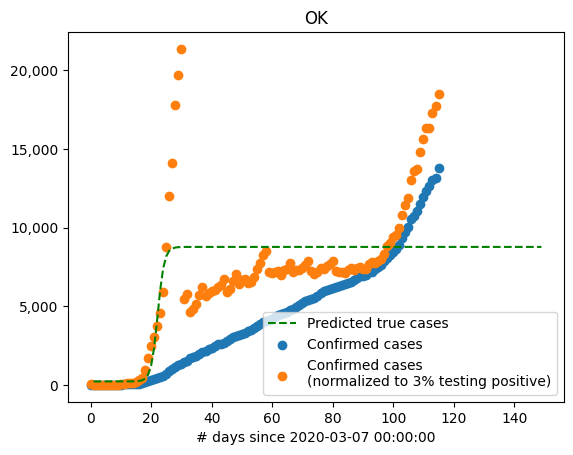 OK
20,000
15,000
10,000
5,000
0
Predicted true cases
Confirmed cases
Confirmed cases
(normalized to 3% testing positive)
0 20 40 60 80 100 120 140
# days since 2020-03-07 00:00:00